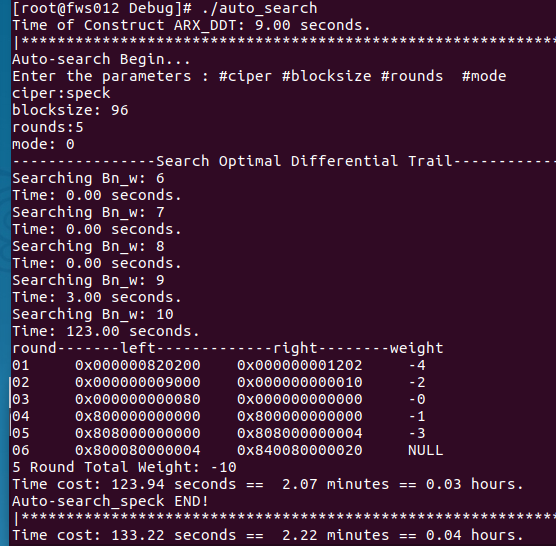 [root@fws012 Debug]# ./auto_search
Time of Construct ARX_DDT: 9.00 seconds.
|***********************************************************
Auto-search Begin...
Enter the parameters : #ciper #blocksize #rounds  #mode
ciper:speck
blocksize: 96
rounds:5
mode: 0
----------------Search Optimal Differential Trail------------
Searching Bn_w: 6
Time: 0.00 seconds.
Searching Bn_w: 7
Time: 0.00 seconds.
Searching Bn_w: 8
Time: 0.00 seconds.
Searching Bn_w: 9
Time: 3.00 seconds.
Searching Bn_w: 10
Time: 123.00 seconds.
round-------left-------------right--------weight
01     0x000000820200    0x000000001202     -4
02     0x000000009000    0x000000000010     -2
03     0x000000000080    0x000000000000     -0
04     0x800000000000    0x800000000000     -1
05     0x808000000000    0x808000000004     -3
06     0x800080000004    0x840080000020     NULL
5 Round Total Weight: -10
Time cost: 123.94 seconds ==  2.07 minutes == 0.03 hours.
Auto-search_speck END!
|***********************************************************
Time cost: 133.22 seconds ==  2.22 minutes == 0.04 hours.